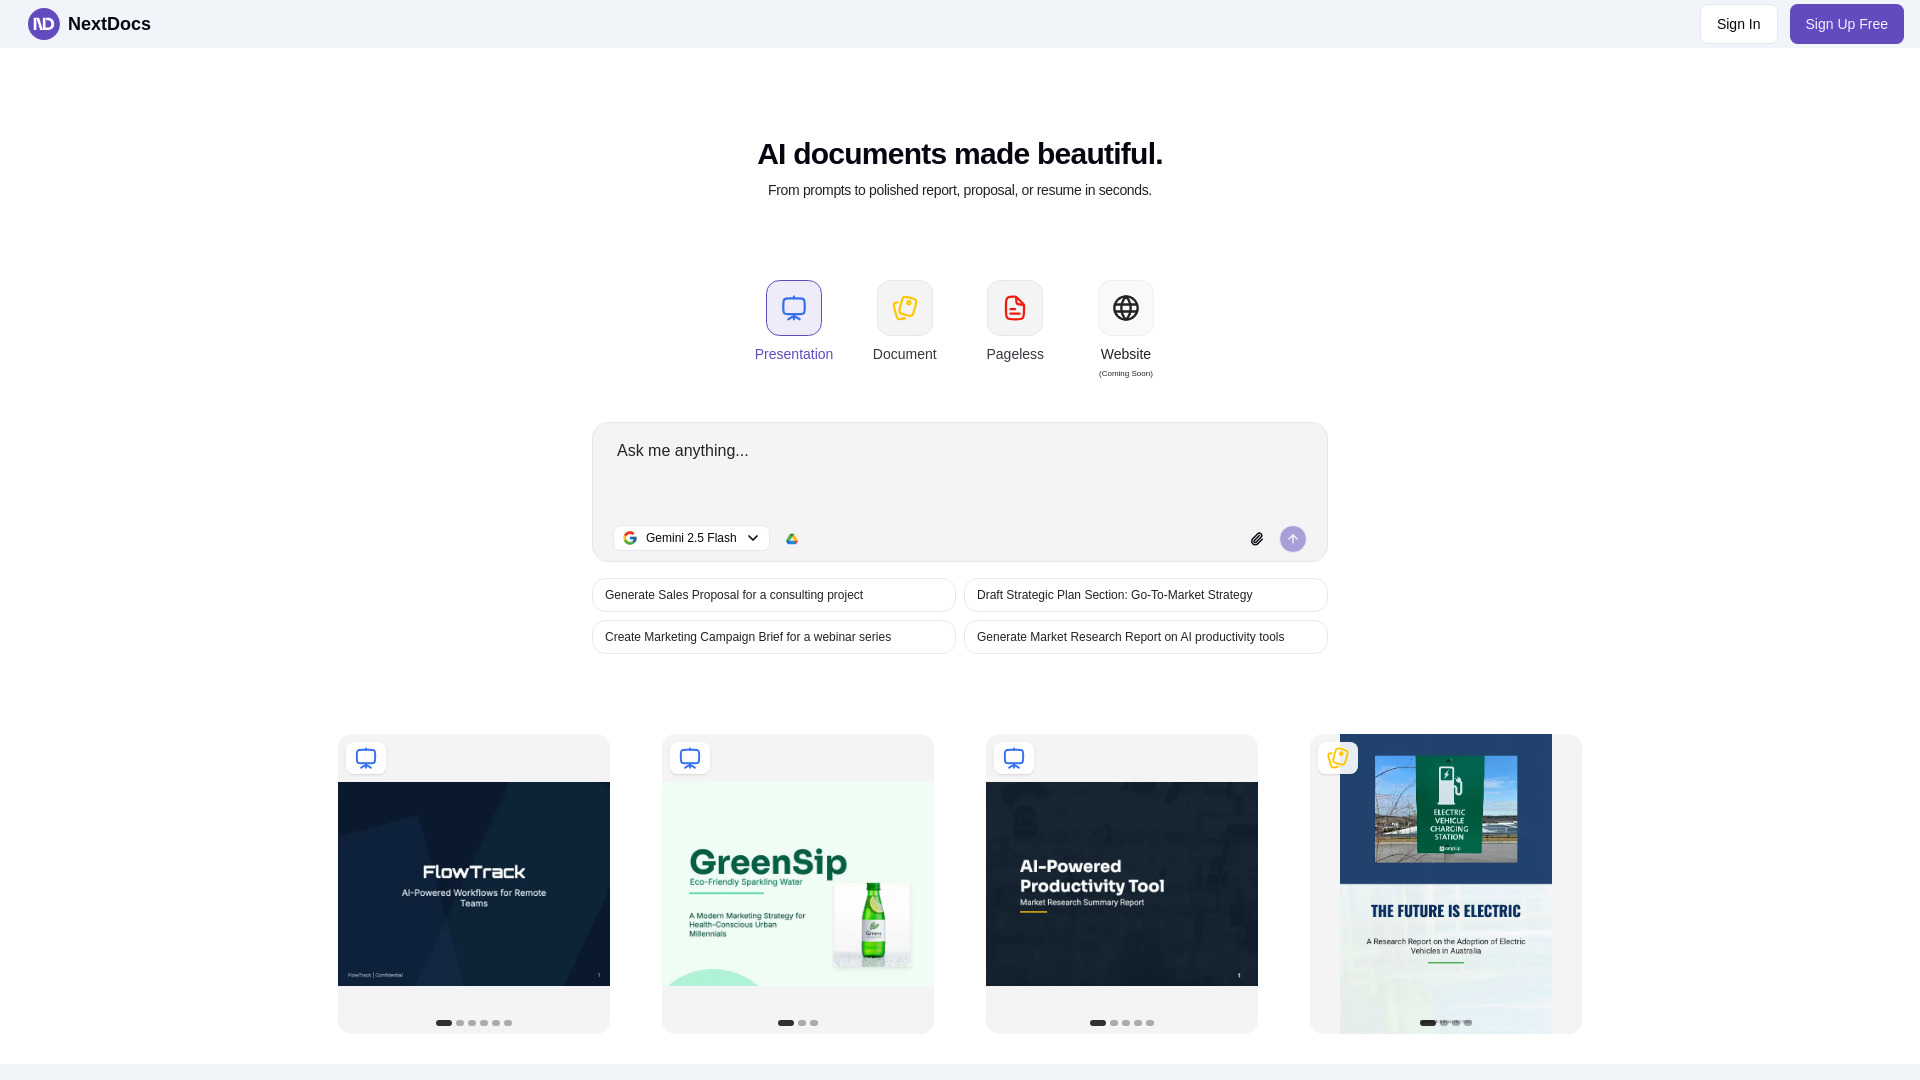 NextDocs
Sign In
Sign Up Free
AI documents made beautiful.
From prompts to polished report, proposal, or resume in seconds.
Presentation
Document
Pageless
Website
(Coming Soon)
Ask me anything...
Gemini 2.5 Flash
Generate Sales Proposal for a consulting project
Draft Strategic Plan Section: Go-To-Market Strategy
Create Marketing Campaign Brief for a webinar series
Generate Market Research Report on AI productivity tools
FlowTrack
AI-Powered Workflows for Remote
Teams
FlowTrack | Confidential
1
GreenSip
Eco-Friendly Sparkling Water
A Modern Marketing Strategy for
Health-Conscious Urban
Millennials
AI-Powered
Productivity Tool
Market Research Summary Report
1
ELECTRIC
VEHICLE
CHARGING
STATION
THE FUTURE IS ELECTRIC
A Research Report on the Adoption of Electric
Vehicles in Australia